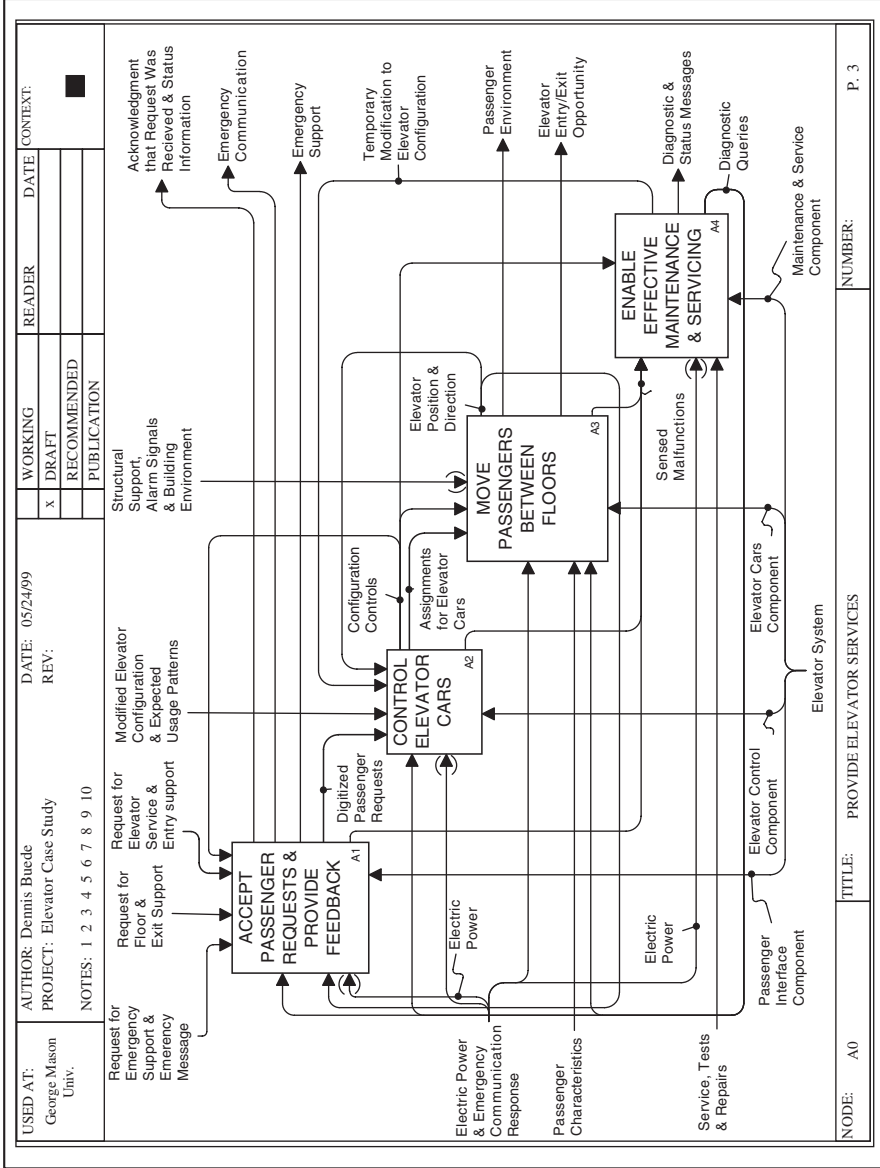 USED AT:
George Mason
Univ.
AUTHOR: Dennis Buede
PROJECT: Elevator Case Study
NOTES: 1 2 3 4 5 6 7 8 9 10
DATE: 05/24/99
REV:
WORKING
x DRAFT
RECOMMENDED
PUBLICATION
READER
DATE
CONTEXT:
Request for
Emergency
Support &
Emerency
Message
Request for
Floor &
Exit Support
Request for
Elevator
Service &
Entry support
Modified Elevator
Configuration
& Expected
Usage Patterns
Structural
Support,
Alarm Signals
& Building
Environment
Acknowledgment
that Request Was
Recieved & Status
Information
Emergency
Communication
Emergency
Support
Temporary
Modification to
Elevator
Configuration
Passenger
Environment
Elevator
Entry/Exit
Opportunity
Diagnostic &
Status Messages
Diagnostic
Queries
ACCEPT
PASSENGER
REQUESTS &
PROVIDE
FEEDBACK
A1
Digitized
Passenger
Requests
Configuration
Controls
Assignments
for Elevator
Cars
CONTROL
ELEVATOR
CARS
A2
Elevator
Position &
Direction
MOVE
PASSENGERS
BETWEEN
FLOORS
A3
Sensed
Malfunctions
ENABLE
EFFECTIVE
MAINTENANCE
& SERVICING
A4
Electric
Power
Electric Power
& Emergency
Communication
Response
Passenger
Characteristics
Electric
Power
Service, Tests
& Repairs
Passenger
Interface
Component
Elevator Control
Component
Elevator System
Elevator Cars
Component
Maintenance & Service
Component
NODE: A0
TITLE: PROVIDE ELEVATOR SERVICES
NUMBER:
P. 3